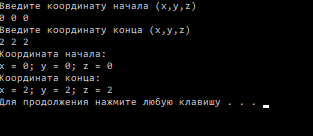 Введите координату начала (x,y,z)
0 0 0
Введите координату конца (x,y,z)
2 2 2
Координата начала:
x = 0; y = 0; z = 0
Координата конца:
x = 2; y = 2; z = 2
Для продолжения нажмите любую клавишу . . .